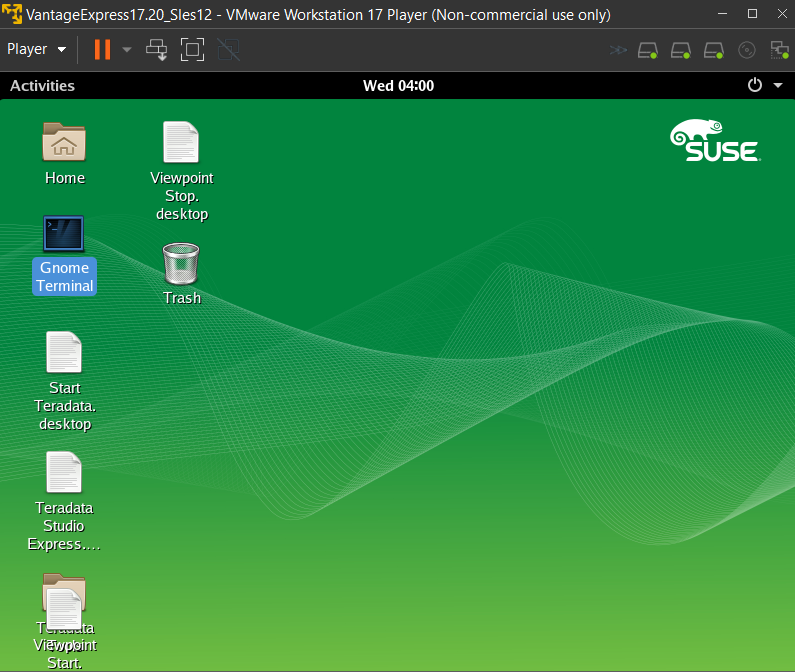 VantageExpress17.20_Sles12 - VMware Workstation 17 Player (Non-commercial use only)
Player
Activities
Wed 04:00
SUSE
Home
Viewpoint
Stop.
desktop
Gnome
Terminal
Trash
Start
Teradata.
desktop
Teradata
Studio
Express....
Teradata
Viewpoint
Start.